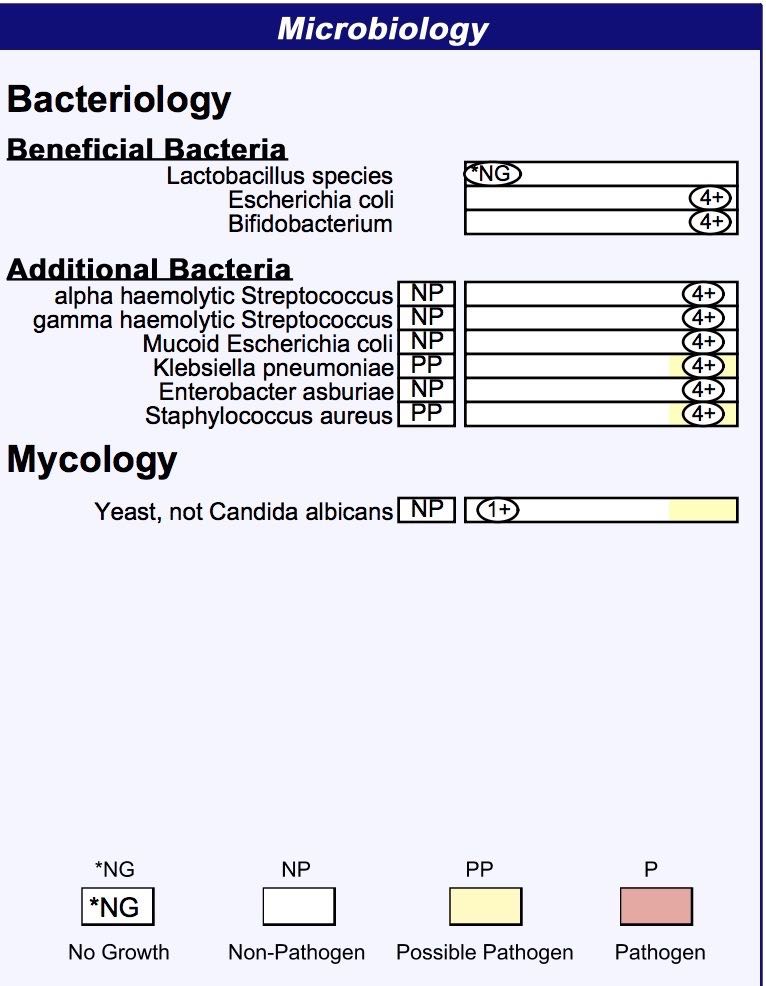 Microbiology
Bacteriology
Beneficial Bacteria
Lactobacillus species *NG
Escherichia coli 4+
Bifidobacterium 4+
Additional Bacteria
alpha haemolytic Streptococcus NP 4+
gamma haemolytic Streptococcus NP 4+
Mucoid Escherichia coli NP 4+
Klebsiella pneumoniae PP 4+
Enterobacter asburiae NP 4+
Staphylococcus aureus PP 4+
Mycology
Yeast, not Candida albicans NP 1+
*NG NP PP P
*NG
No Growth Non-Pathogen Possible Pathogen Pathogen